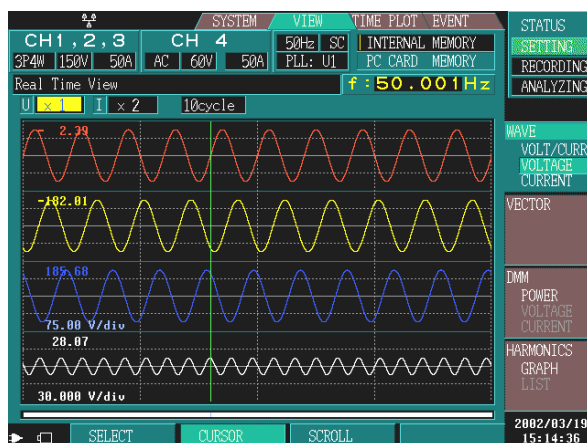 SYSTEM VIEW TIME PLOT EVENT STATUS
CH1,2,3 CH 4 50Hz SC INTERNAL MEMORY SETTING
3P4W 150V 50A AC 60V 50A PLL: U1 PC CARD MEMORY RECORDING
Real Time View f:50.001Hz ANALYZING
U × 1 I × 2 10cycle
2.39
WAVE
VOLT/CURR
VOLTAGE
CURRENT
-182.01
VECTOR
185.68
DMM
POWER
VOLTAGE
CURRENT
75.00 V/div
28.07
HARMONICS
GRAPH
LIST
30.000 V/div
SELECT CURSOR SCROLL
15:14:36